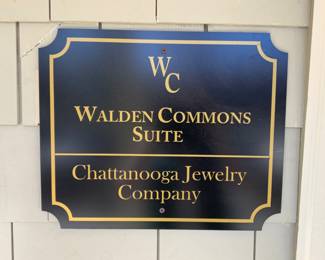 WC
WALDEN COMMONS
SUITE
Chattanooga Jewelry
Company